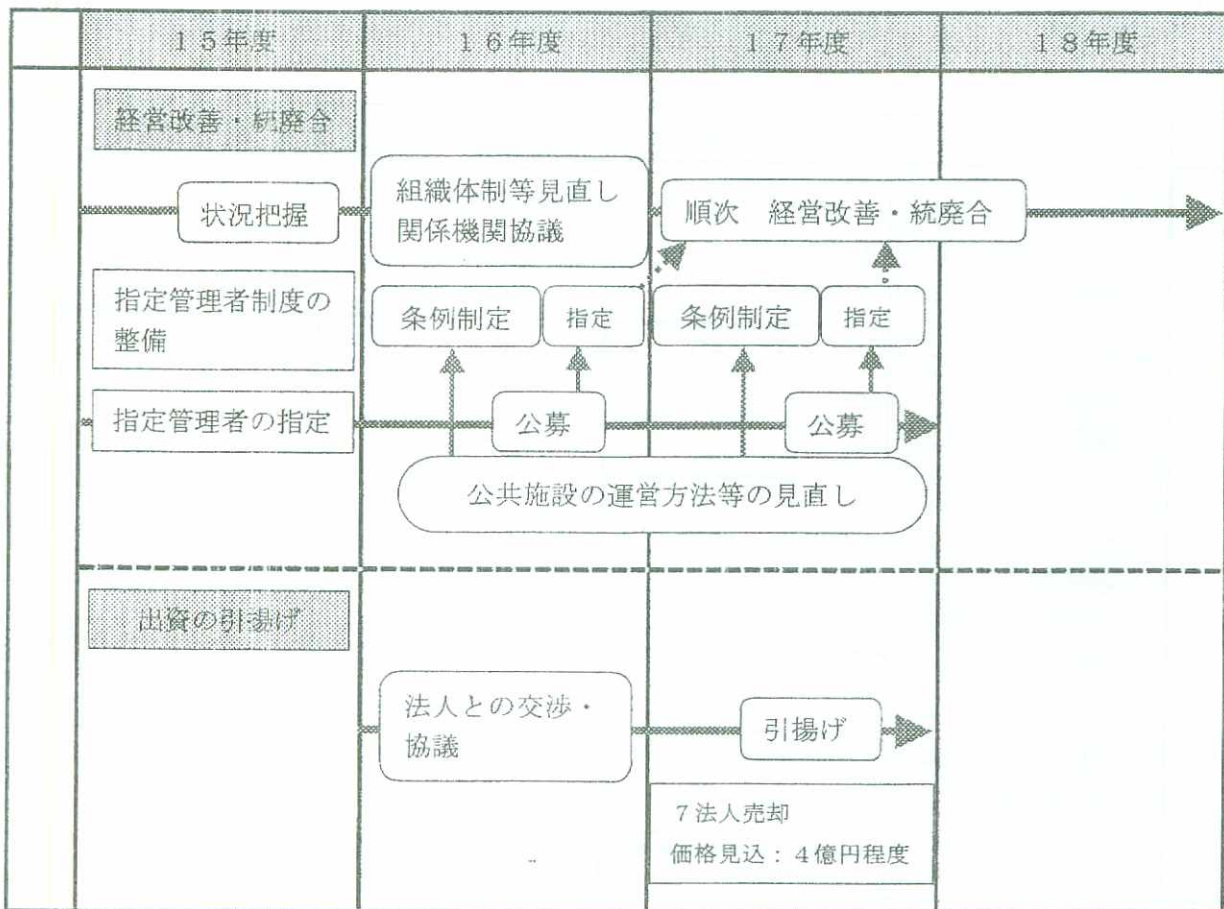 15年度
16年度
17年度
18年度
経営改善・統廃合
状況把握
組織体制等見直し
関係機関協議
順次 経営改善・統廃合
指定管理者制度の
整備
条例制定
指定
条例制定
指定
指定管理者の指定
公募
公募
公共施設の運営方法等の見直し
出資の引揚げ
法人との交渉・
協議
引揚げ
7法人売却
価格見込：4億円程度